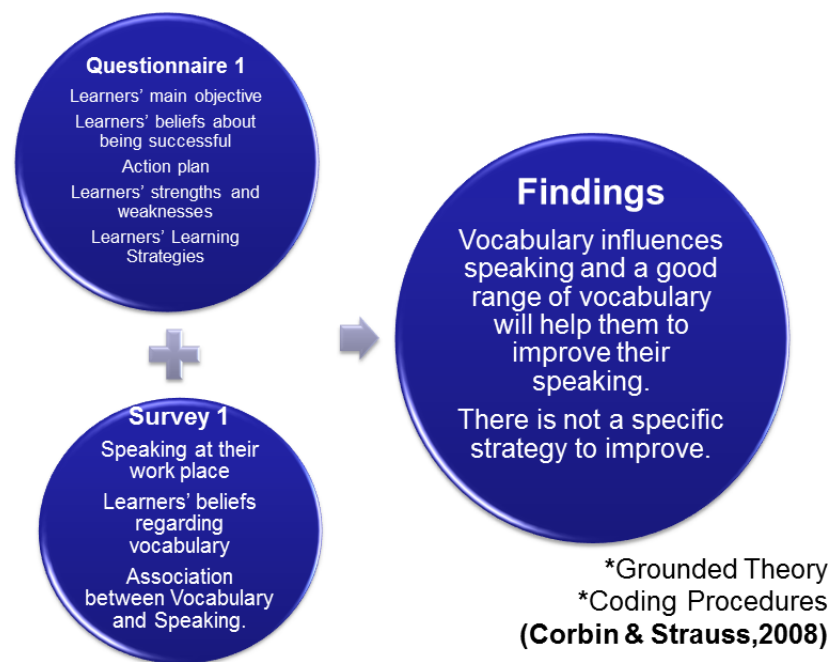 Questionnaire 1
Learners' main objective
Learners' beliefs about
being successful
Action plan
Learners' strengths and
weaknesses
Learners' Learning
Strategies
Survey 1
Speaking at their
work place
Learners' beliefs
regarding
vocabulary
Association
between Vocabulary
and Speaking.
Findings
Vocabulary influences
speaking and a good
range of vocabulary
will help them to
improve their
speaking.
There is not a specific
strategy to improve.
*Grounded Theory
*Coding Procedures
(Corbin & Strauss,2008)